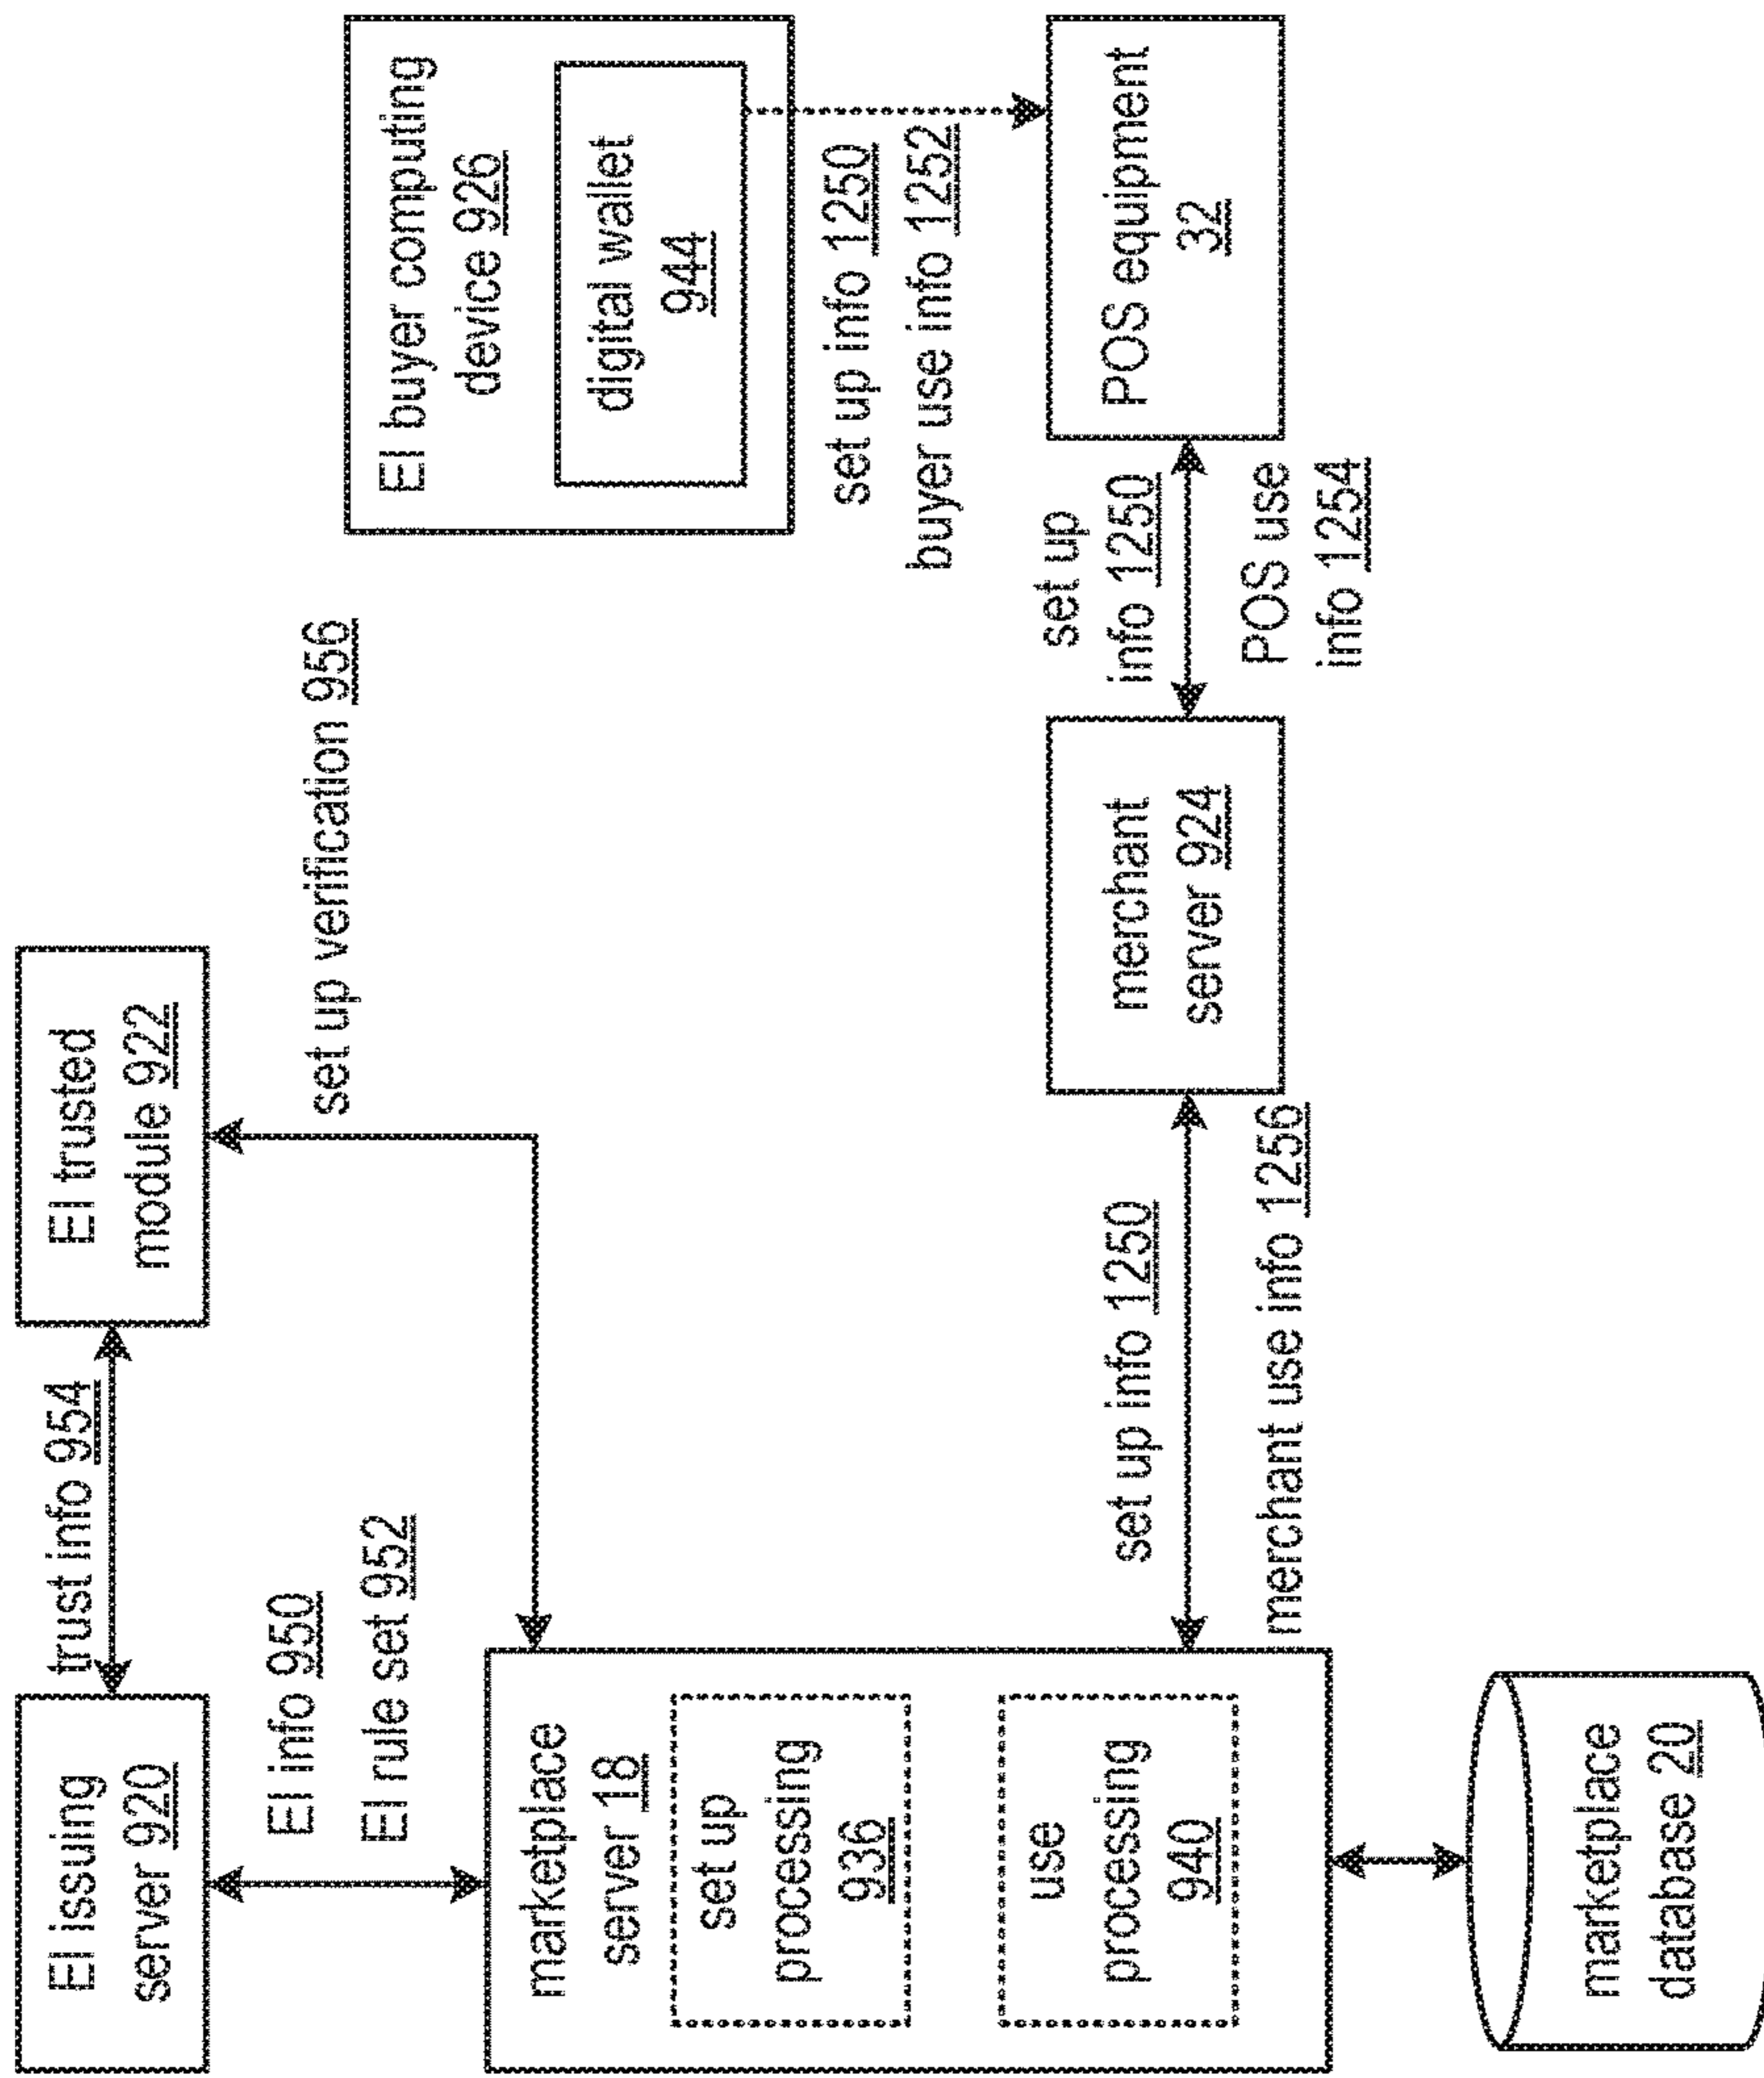 EI issuing
server 920
trust info 954
EI trusted
module 922
EI info 950
EI rule set 952
set up verification 956
EI buyer computing
device 926
digital wallet
944
marketplace
server 18
set up
processing
936
use
processing
940
set up info 1250
buyer use info 1252
set up info 1250
merchant use info 1256
merchant
server 924
set up
info 1250
POS use
info 1254
POS equipment
32
marketplace
database 20